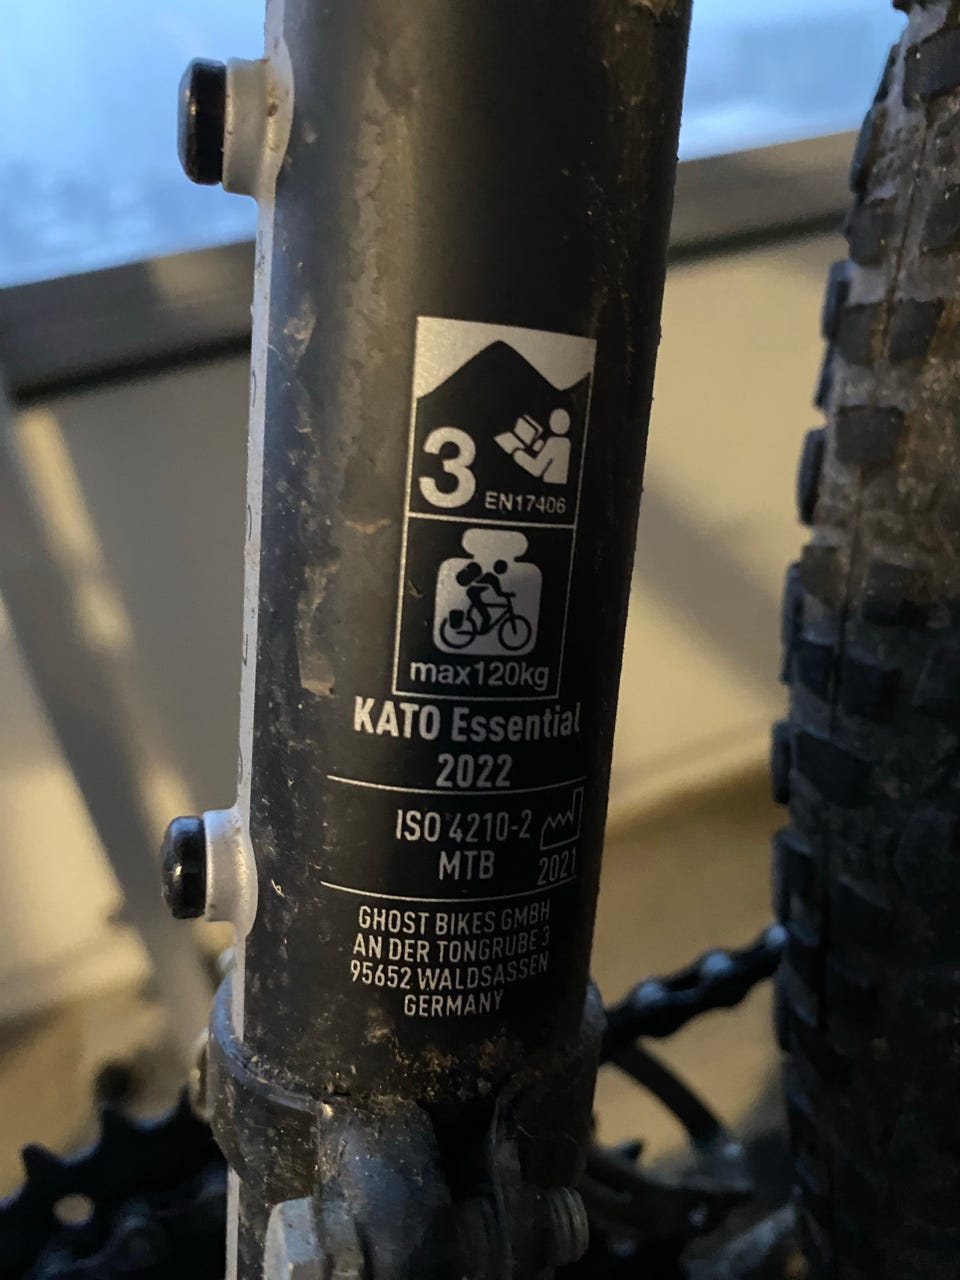 3
EN17406
max120kg
KATO Essential
2022
ISO 4210-2
MTB 2021
GHOST BIKES GMBH
AN DER TONGRUBE 3
95652 WALDSASSEN
GERMANY